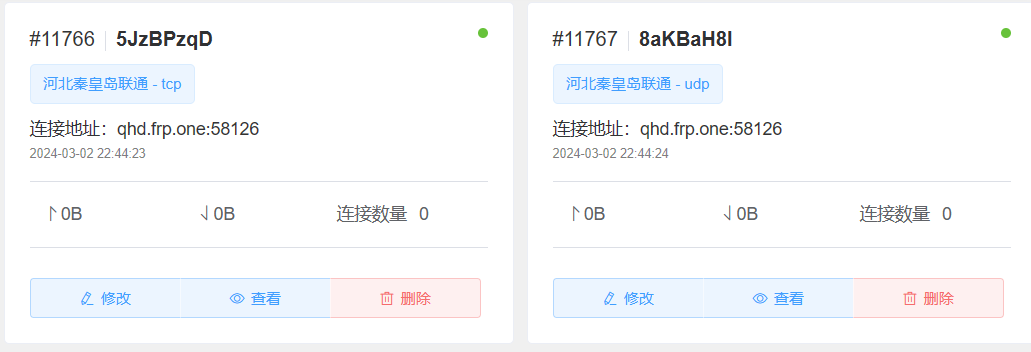 #11766 5JzBPzqD
河北秦皇岛联通 - tcp
连接地址：qhd.frp.one:58126
2024-03-02 22:44:23
↾0B ⇃0B 连接数量 0
修改 查看 删除
#11767 8aKBaH8I
河北秦皇岛联通 - udp
连接地址：qhd.frp.one:58126
2024-03-02 22:44:24
↾0B ⇃0B 连接数量 0
修改 查看 删除